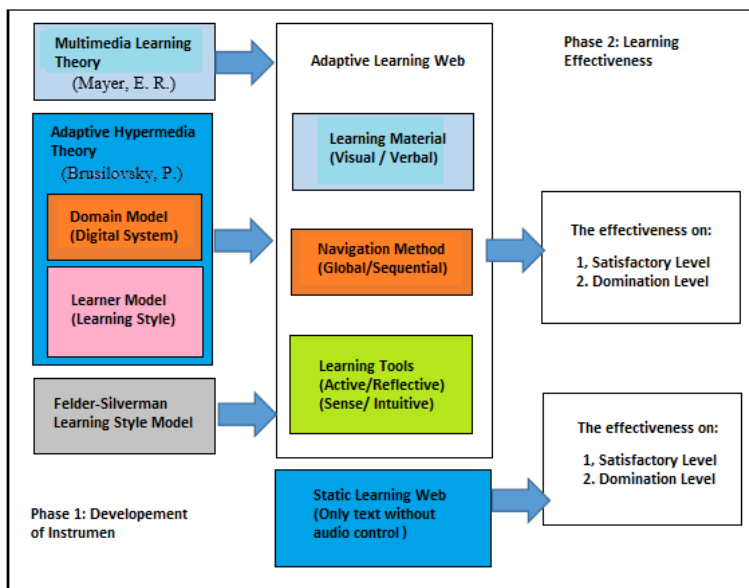 Multimedia Learning
Theory
(Mayer, E. R.)
Adaptive Hypermedia
Theory
(Brusilovsky, P.)
Domain Model
(Digital System)
Learner Model
(Learning Style)
Felder-Silverman
Learning Style Model
Phase 1: Developement
of Instrumen
Adaptive Learning Web
Learning Material
(Visual / Verbal)
Navigation Method
(Global/Sequential)
Learning Tools
(Active/Reflective)
(Sense/ Intuitive)
Static Learning Web
(Only text without
audio control )
Phase 2: Learning
Effectiveness
The effectiveness on:
1, Satisfactory Level
2. Domination Level
The effectiveness on:
1, Satisfactory Level
2. Domination Level